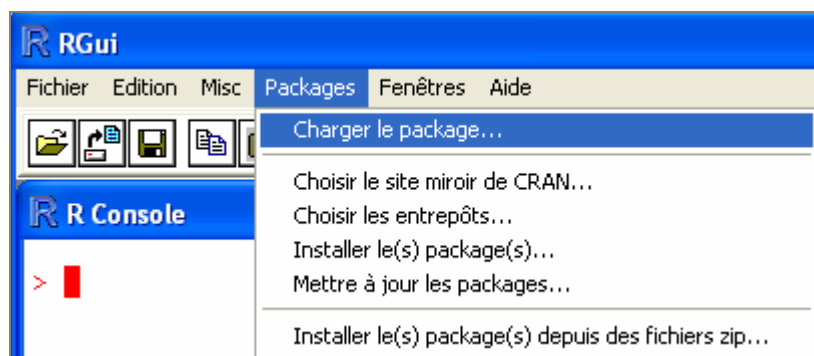 RGui
Fichier Edition Misc Packages Fenêtres Aide
Charger le package...
Choisir le site miroir de CRAN...
Choisir les entrepôts...
Installer le(s) package(s)...
Mettre à jour les packages...
Installer le(s) package(s) depuis des fichiers zip...
R Console
>